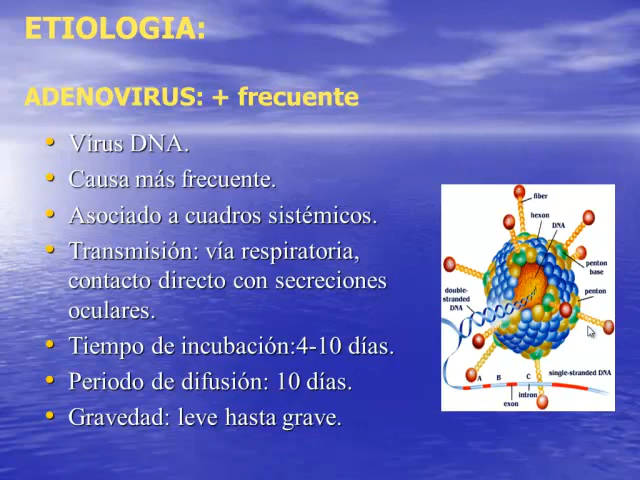 ETIOLOGIA:
ADENOVIRUS: + frecuente
• Virus DNA.
• Causa más frecuente.
• Asociado a cuadros sistémicos.
• Transmisión: vía respiratoria,
contacto directo con secreciones
oculares.
• Tiempo de incubación:4-10 días.
• Periodo de difusión: 10 días.
• Gravedad: leve hasta grave.
fiber
hexon
DNA
penton
base
double-
stranded
DNA
penton
single-stranded DNA
A B C
intron
exon